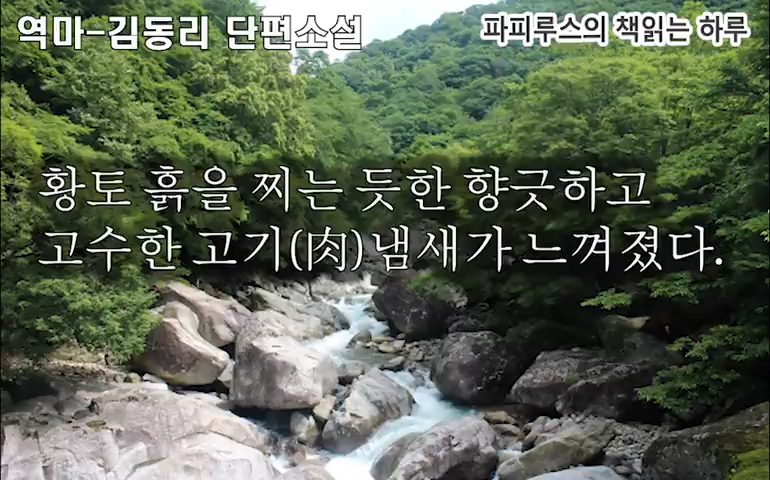 역마-김동리 단편소설
파피루스의 책읽는 하루
황토 흙을 찌는 듯한 향긋하고
고수한 고기(肉) 냄새가 느껴졌다.